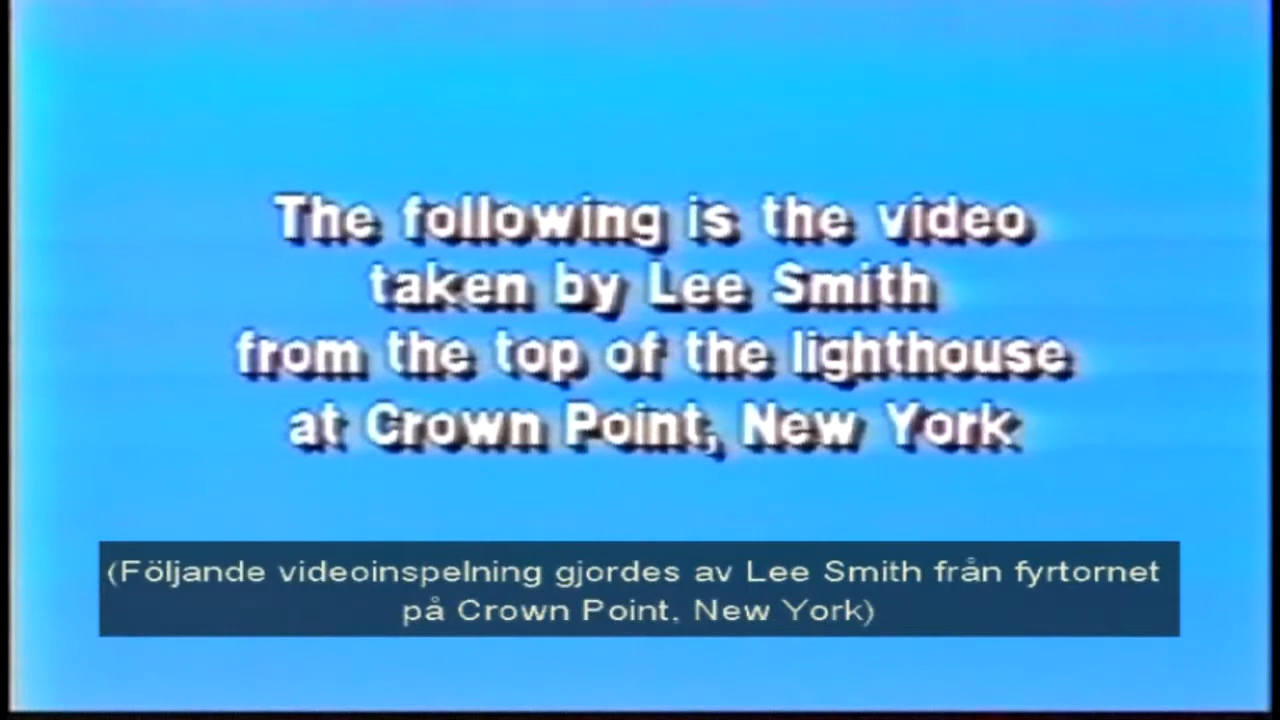 The following is the video
taken by Lee Smith
from the top of the lighthouse
at Crown Point, New York
(Följande videoinspelning gjordes av Lee Smith från fyrtornet
på Crown Point, New York)